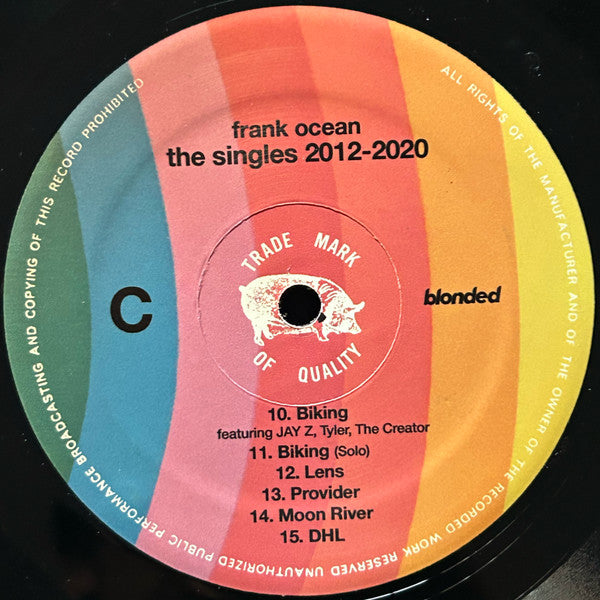 frank ocean
the singles 2012-2020
TRADE MARK
OF QUALITY
C
blonded
10. Biking
featuring JAY Z, Tyler, The Creator
11. Biking (Solo)
12. Lens
13. Provider
14. Moon River
15. DHL
ALL RIGHTS OF THE MANUFACTURER AND OF THE OWNER OF THE RECORDED WORK RESERVED UNAUTHORIZED PUBLIC PERFORMANCE BROADCASTING AND COPYING OF THIS RECORD PROHIBITED